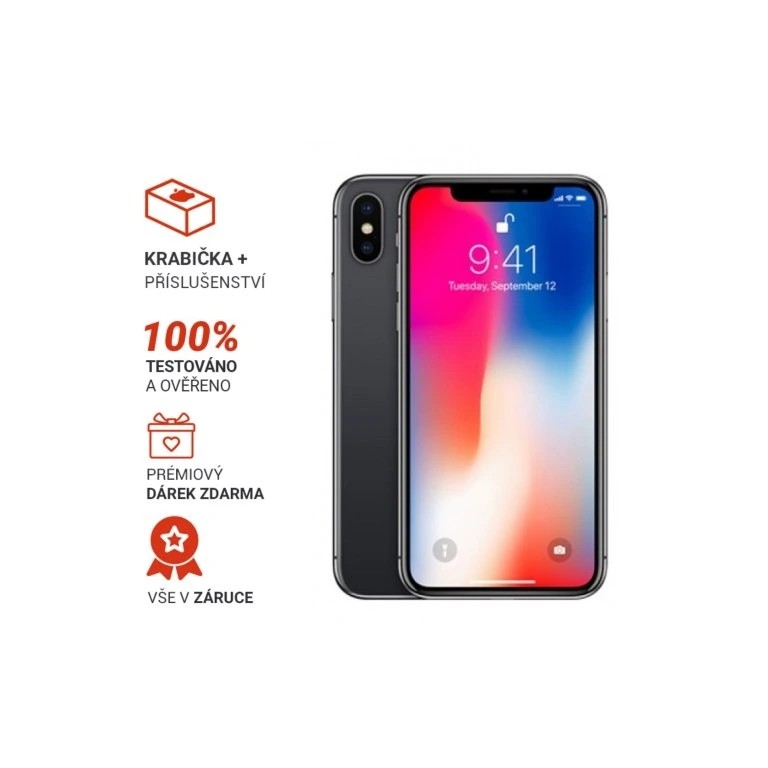 KRABIČKA +
PŘÍSLUŠENSTVÍ
100%
TESTOVÁNO
A OVĚŘENO
PRÉMIOVÝ
DÁREK ZDARMA
VŠE V ZÁRUCE
9:41
Tuesday, September 12